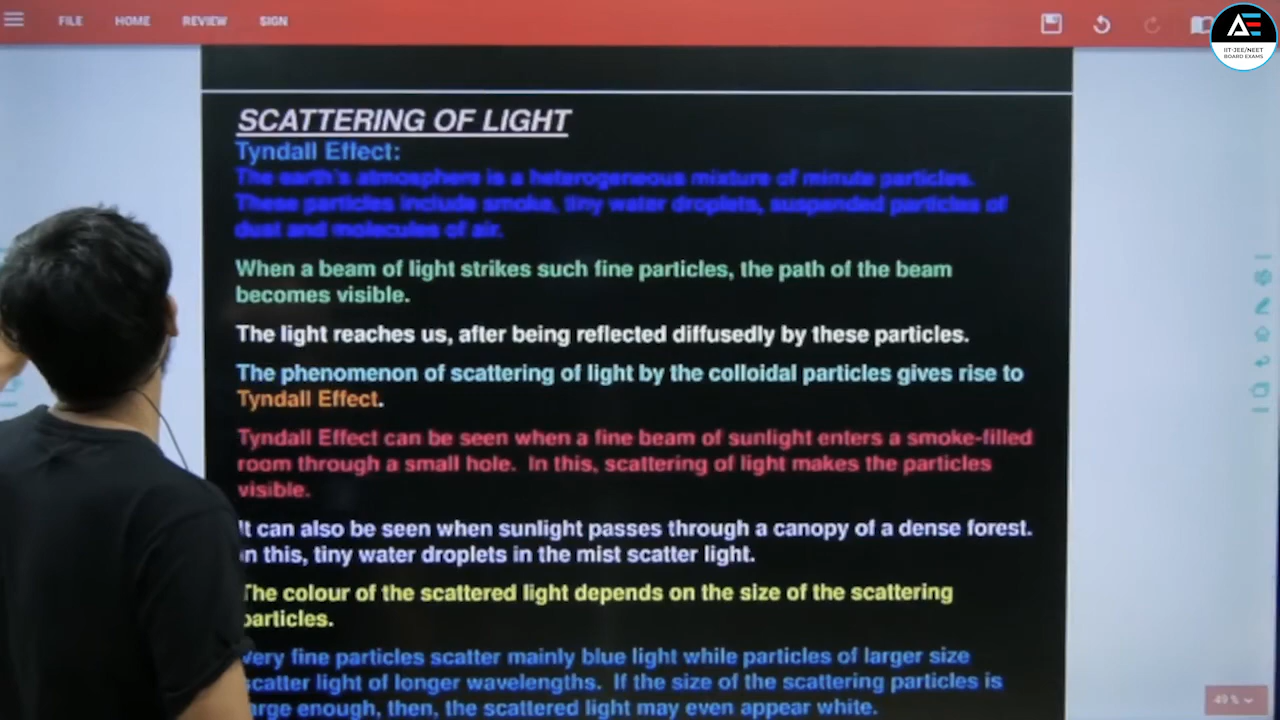 FILE HOME REVIEW SIGN
AE
IIT-JEE/NEET
BOARD EXAMS
SCATTERING OF LIGHT
Tyndall Effect:
The earth's atmosphere is a heterogeneous mixture of minute particles.
These particles include smoke, tiny water droplets, suspended particles of
dust and molecules of air.
When a beam of light strikes such fine particles, the path of the beam
becomes visible.
The light reaches us, after being reflected diffusedly by these particles.
The phenomenon of scattering of light by the colloidal particles gives rise to
Tyndall Effect.
Tyndall Effect can be seen when a fine beam of sunlight enters a smoke-filled
room through a small hole. In this, scattering of light makes the particles
visible.
It can also be seen when sunlight passes through a canopy of a dense forest.
In this, tiny water droplets in the mist scatter light.
The colour of the scattered light depends on the size of the scattering
particles.
Very fine particles scatter mainly blue light while particles of larger size
scatter light of longer wavelengths. If the size of the scattering particles is
large enough, then, the scattered light may even appear white.
49 %